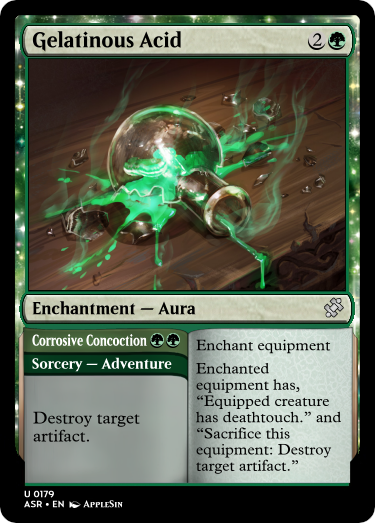 Gelatinous Acid 2
Enchantment — Aura
Corrosive Concoction
Sorcery — Adventure
Destroy target
artifact.
Enchant equipment
Enchanted
equipment has,
“Equipped creature
has deathtouch.” and
“Sacrifice this
equipment: Destroy
target artifact.”
U 0179
ASR • EN AppleSin